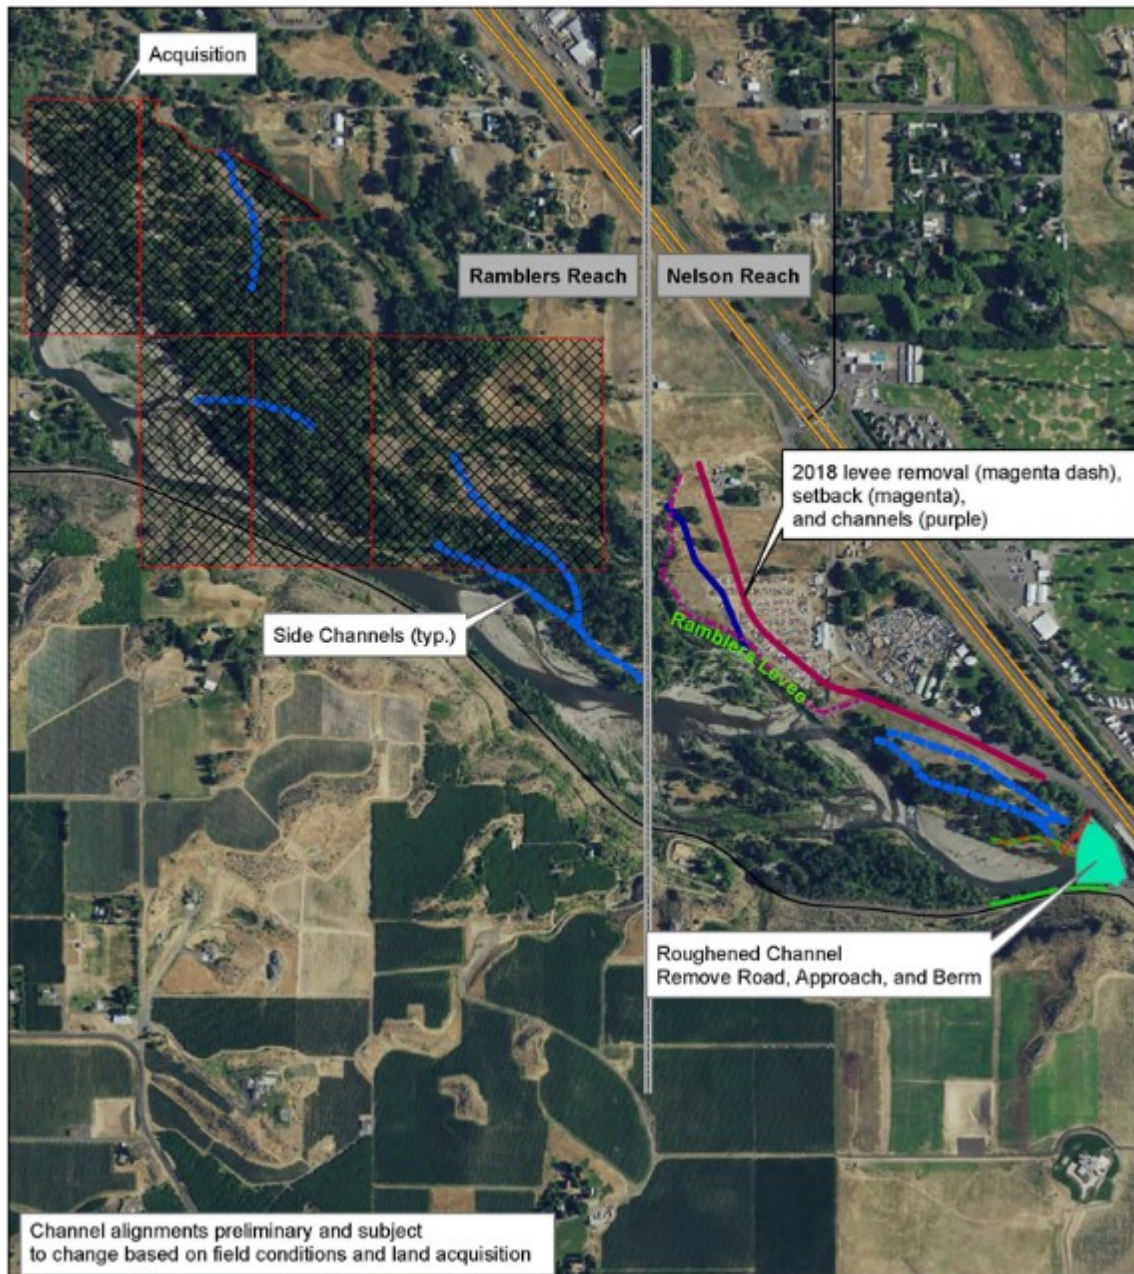 Acquisition
Ramblers Reach
Nelson Reach
2018 levee removal (magenta dash),
setback (magenta),
and channels (purple)
Side Channels (typ.)
Ramblers Levee
Roughened Channel
Remove Road, Approach, and Berm
Channel alignments preliminary and subject
to change based on field conditions and land acquisition